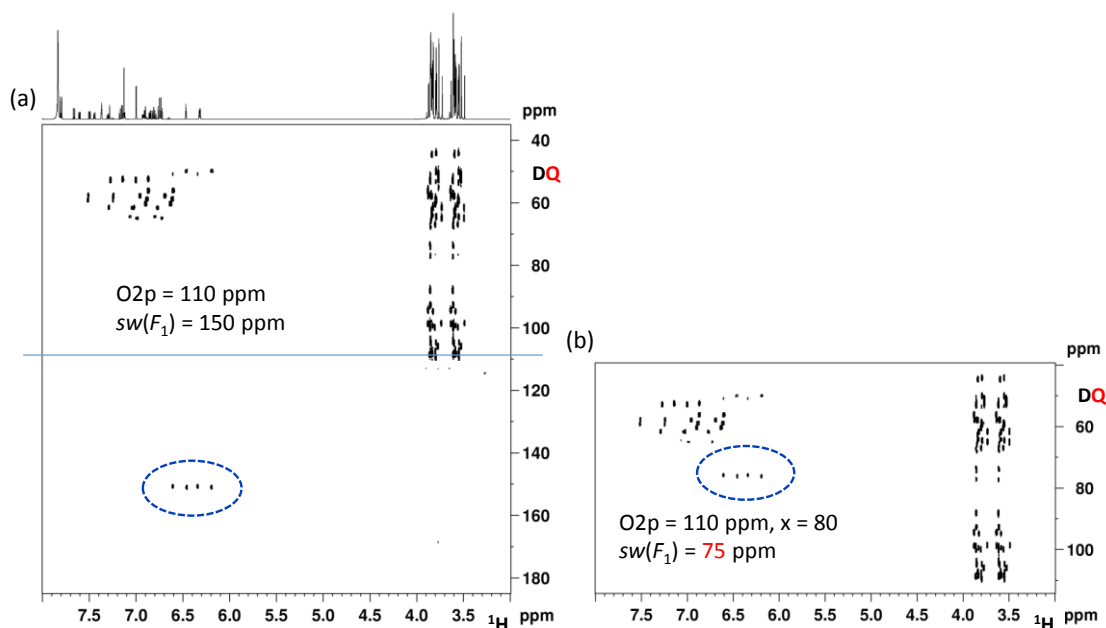 (a)
ppm
40
DQ
60
80
O2p = 110 ppm
sw(F₁) = 150 ppm
100
120
140
160
180
7.5 7.0 6.5 6.0 5.5 5.0 4.5 4.0 3.5 ¹H ppm
(b)
ppm
40
DQ
60
80
O2p = 110 ppm, x = 80
sw(F₁) = 75 ppm
100
7.5 7.0 6.5 6.0 5.5 5.0 4.5 4.0 3.5 ¹H ppm